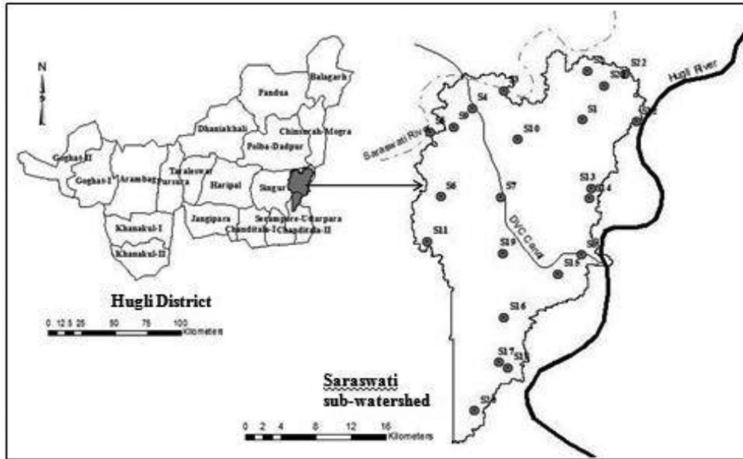 N
Balagarh
Pandua
Dhaniakhali
Chinsurah-Mogra
Polba-Dadpur
Goghat-II
Goghat-I
Arambag
Pursura
Tarakeswar
Haripal
Singur
Jangipara
Serampore-Uttarpara
Chanditala-I
Chanditala-II
Khanakul-I
Khanakul-II
Hugli District
0 12.5 25 50 75 100
Kilometers
Saraswati
sub-watershed
0 2 4 8 12 16
Kilometers
Hugli River
Saraswati River
DVC Canal
S22
S4
S1
S10
S13
S14
S6
S7
S11
S19
S15
S16
S17